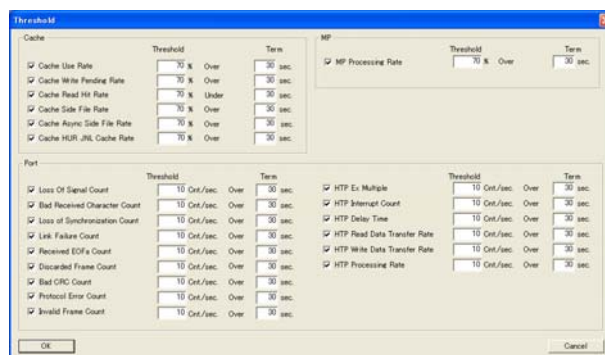 Threshold
Cache
Threshold Term
Cache Use Rate 70 % Over 30 sec.
Cache Write Pending Rate 70 % Over 30 sec.
Cache Read Hit Rate 70 % Under 30 sec.
Cache Side File Rate 70 % Over 30 sec.
Cache Async Side File Rate 70 % Over 30 sec.
Cache HUR JNL Cache Rate 70 % Over 30 sec.
MP
Threshold Term
MP Processing Rate 70 % Over 30 sec.
Port
Threshold Term
Loss Of Signal Count 10 Cnt./sec. Over 30 sec.
Bad Received Character Count 10 Cnt./sec. Over 30 sec.
Loss of Synchronization Count 10 Cnt./sec. Over 30 sec.
Link Failure Count 10 Cnt./sec. Over 30 sec.
Received EOFa Count 10 Cnt./sec. Over 30 sec.
Discarded Frame Count 10 Cnt./sec. Over 30 sec.
Bad CRC Count 10 Cnt./sec. Over 30 sec.
Protocol Error Count 10 Cnt./sec. Over 30 sec.
Invalid Frame Count 10 Cnt./sec. Over 30 sec.
Threshold Term
HTP Ex Multiple 10 Cnt./sec. Over 30 sec.
HTP Interrupt Count 10 Cnt./sec. Over 30 sec.
HTP Delay Time 10 Cnt./sec. Over 30 sec.
HTP Read Data Transfer Rate 10 Cnt./sec. Over 30 sec.
HTP Write Data Transfer Rate 10 Cnt./sec. Over 30 sec.
HTP Processing Rate 10 Cnt./sec. Over 30 sec.
OK
Cancel